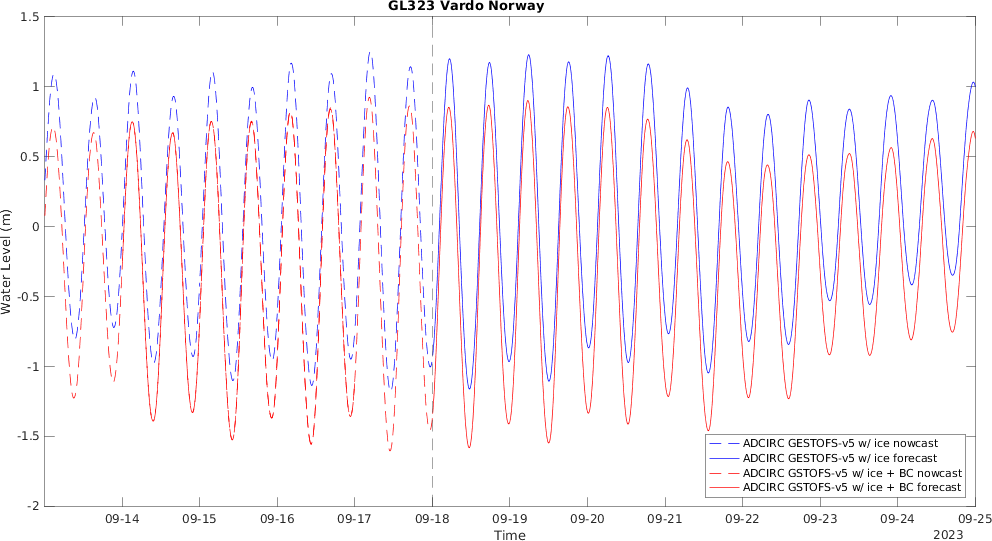 GL323 Vardo Norway
1.5
1
0.5
0
-0.5
-1
-1.5
-2
Water Level (m)
ADCIRC GESTOFS-v5 w/ ice nowcast
ADCIRC GESTOFS-v5 w/ ice forecast
ADCIRC GSTOFS-v5 w/ ice + BC nowcast
ADCIRC GSTOFS-v5 w/ ice + BC forecast
09-14 09-15 09-16 09-17 09-18 09-19 09-20 09-21 09-22 09-23 09-24 09-25
Time
2023